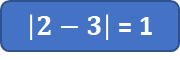 |2 − 3| = 1